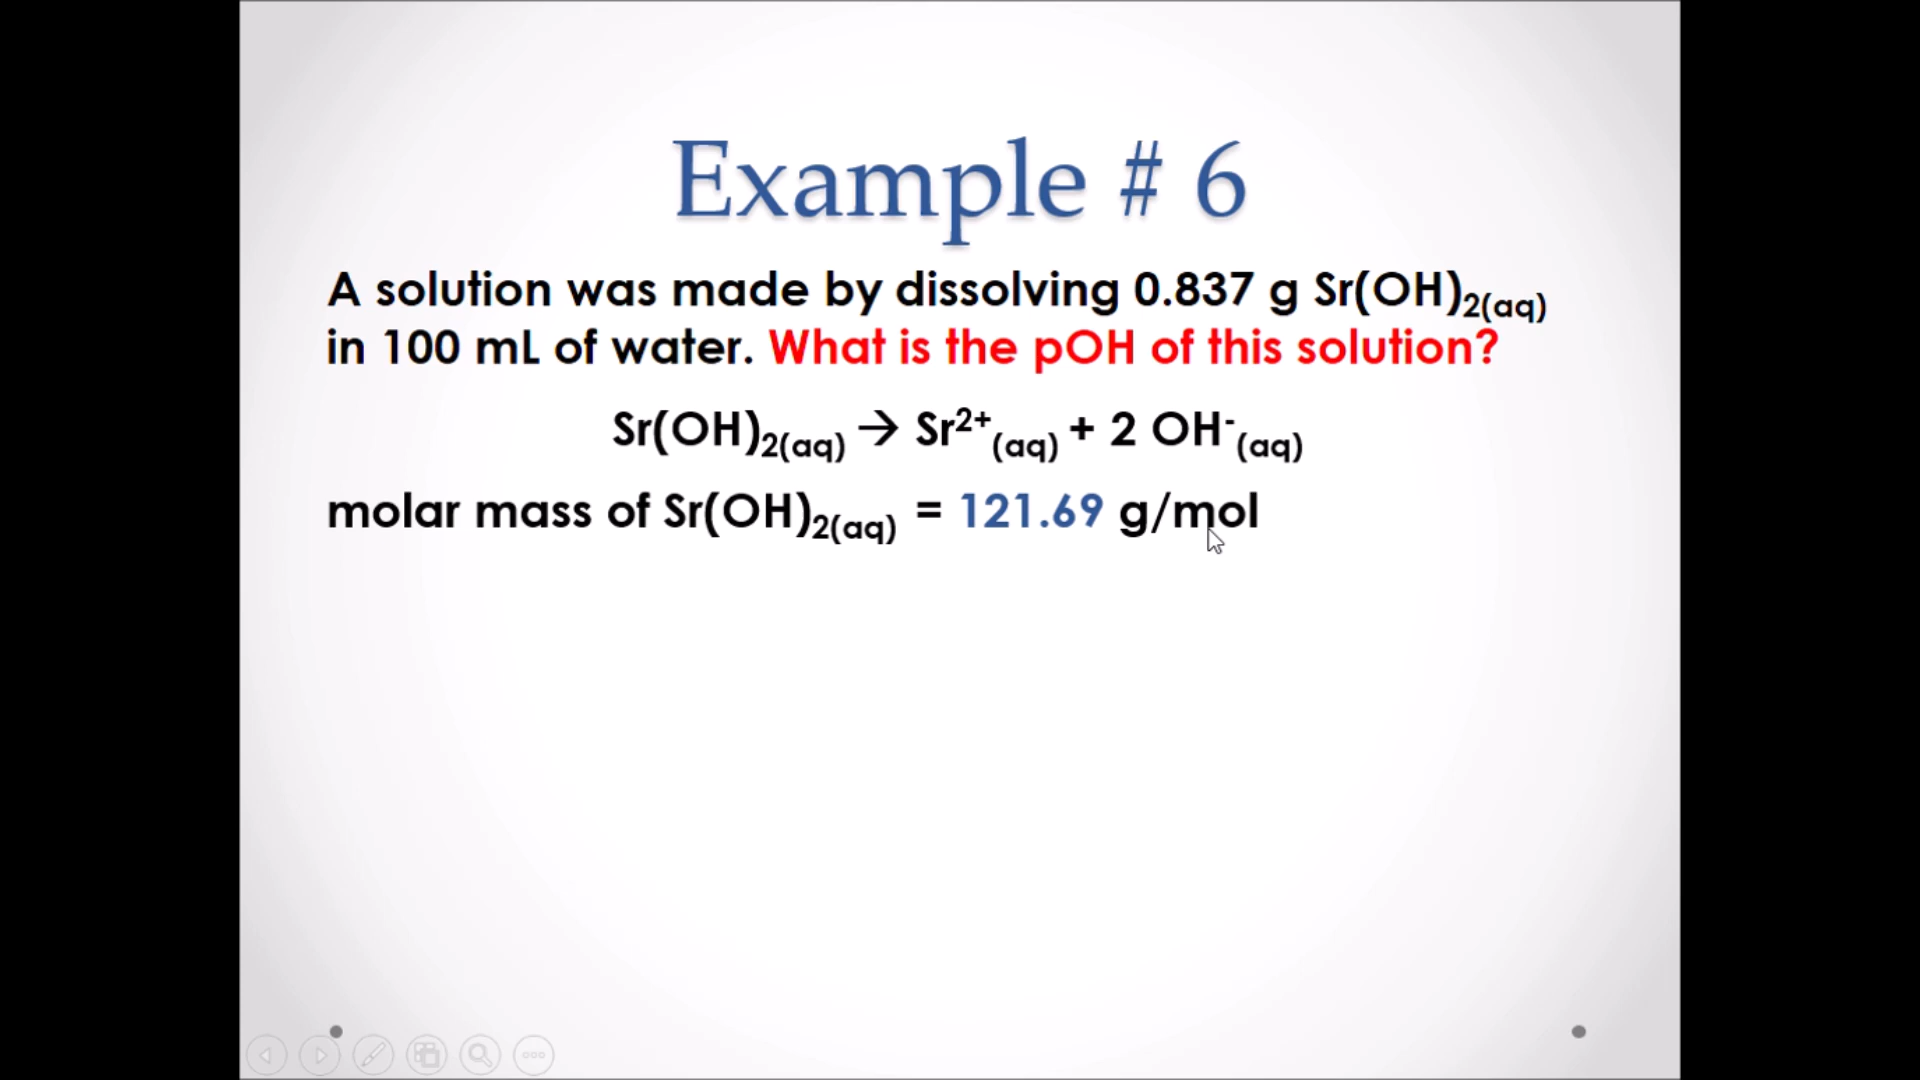 Example # 6
A solution was made by dissolving 0.837 g Sr(OH)₂₍aq₎
in 100 mL of water. What is the pOH of this solution?
Sr(OH)₂₍aq₎ → Sr²⁺₍aq₎ + 2 OH⁻₍aq₎
molar mass of Sr(OH)₂₍aq₎ = 121.69 g/mol